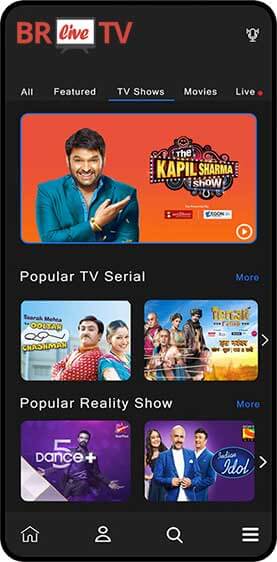 BR live TV
All Featured TV Shows Movies Live
The
KAPIL SHARMA
Show
Popular TV Serial More
Taarak Mehta
Ka
OOLTAH
CHASHMAH
Popular Reality Show More
5
Dance+
Indian
Idol